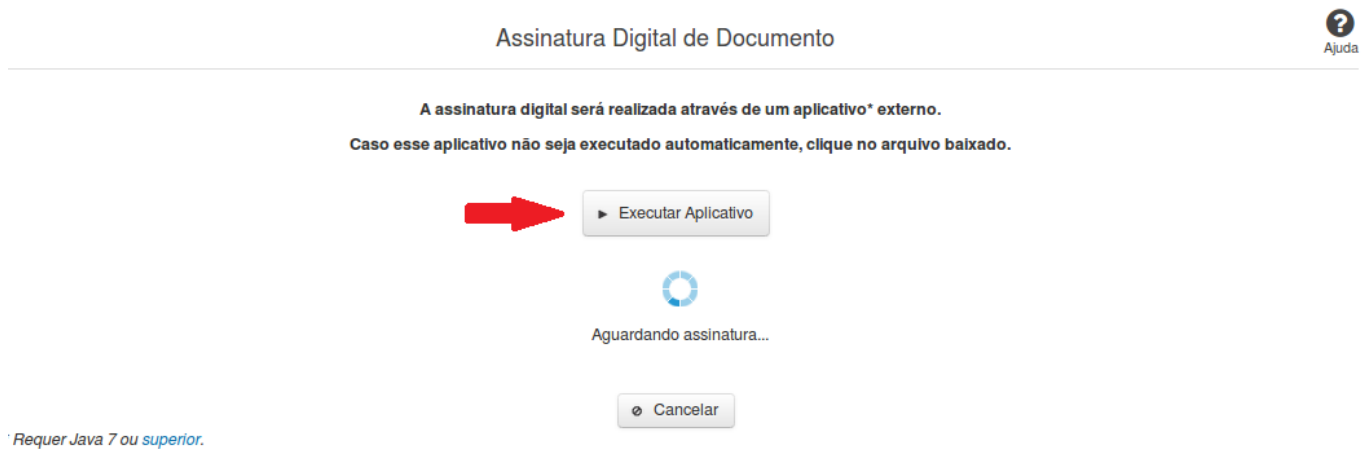 Assinatura Digital de Documento
Ajuda
A assinatura digital será realizada através de um aplicativo* externo.
Caso esse aplicativo não seja executado automaticamente, clique no arquivo baixado.
Executar Aplicativo
Aguardando assinatura...
Cancelar
* Requer Java 7 ou superior.